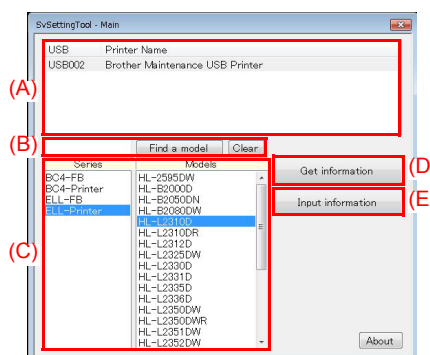 SvSettingTool - Main
USB Printer Name
USB002 Brother Maintenance USB Printer
(A)
(B) Find a model Clear
Series Models
BC4-FB
BC4-Printer
ELL-FB
ELL-Printer
HL-2595DW
HL-B2000D
HL-B2050DN
HL-B2080DW
HL-L2310D
HL-L2310DR
HL-L2312D
HL-L2325DW
HL-L2330D
HL-L2331D
HL-L2335D
HL-L2336D
HL-L2350DW
HL-L2350DWR
HL-L2351DW
HL-L2352DW
(C)
Get information (D
Input information (E
About